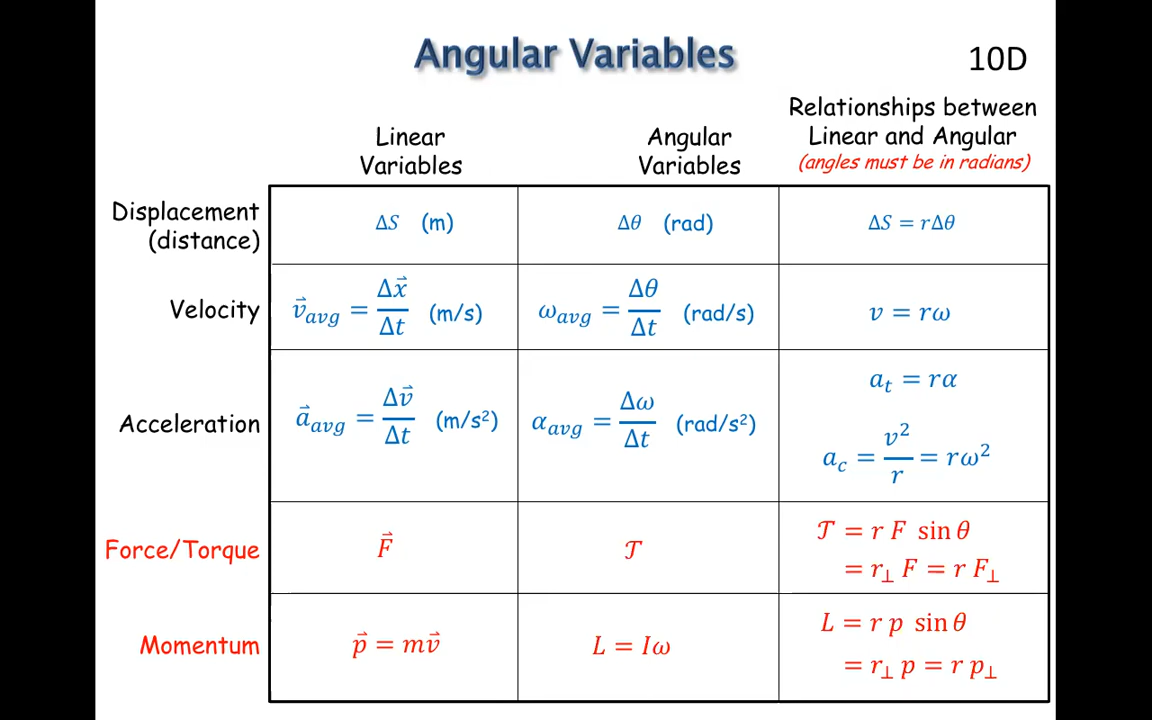 Angular Variables
10D
Linear
Variables
Angular
Variables
Relationships between
Linear and Angular
(angles must be in radians)
Displacement
(distance)
ΔS (m)
Δθ (rad)
ΔS = rΔθ
Velocity
v⃗avg = Δx⃗/Δt (m/s)
ωavg = Δθ/Δt (rad/s)
v = rω
Acceleration
a⃗avg = Δv⃗/Δt (m/s²)
αavg = Δω/Δt (rad/s²)
at = rα
ac = v²/r = rω²
Force/Torque
F⃗
𝒯
𝒯 = r F sin θ
= r⊥ F = r F⊥
Momentum
p⃗ = mv⃗
L = Iω
L = r p sin θ
= r⊥ p = r p⊥